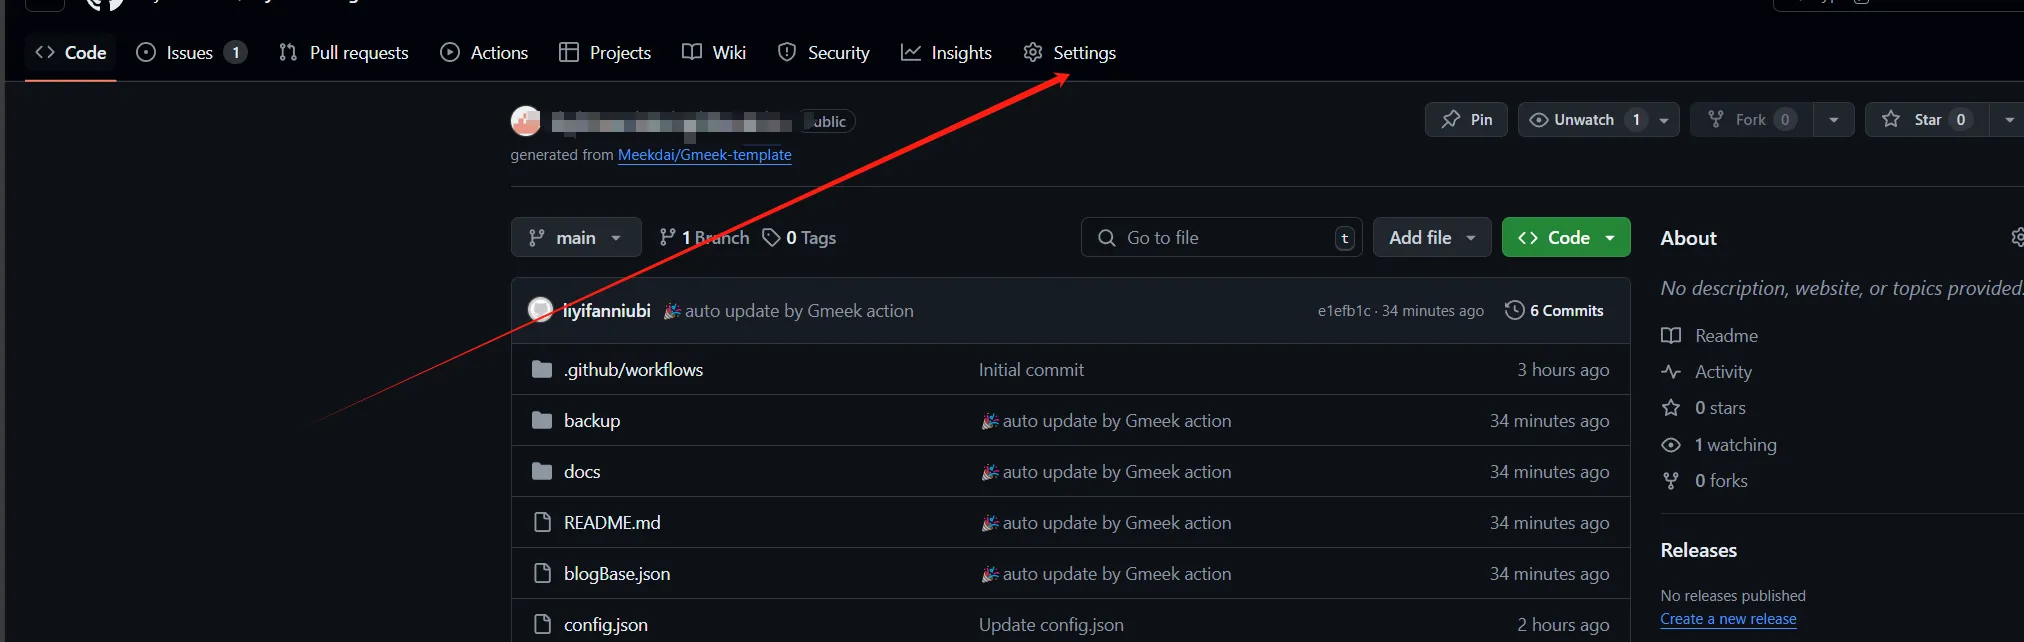 Code Issues 1 Pull requests Actions Projects Wiki Security Insights Settings
Public
Pin Unwatch 1 Fork 0 Star 0
generated from Meekdai/Gmeek-template
main 1 Branch 0 Tags Go to file t Add file Code
About
No description, website, or topics provided.
liyifanniubi auto update by Gmeek action e1efb1c · 34 minutes ago 6 Commits
.github/workflows Initial commit 3 hours ago
backup auto update by Gmeek action 34 minutes ago
docs auto update by Gmeek action 34 minutes ago
README.md auto update by Gmeek action 34 minutes ago
blogBase.json auto update by Gmeek action 34 minutes ago
config.json Update config.json 2 hours ago
Readme
Activity
0 stars
1 watching
0 forks
Releases
No releases published
Create a new release